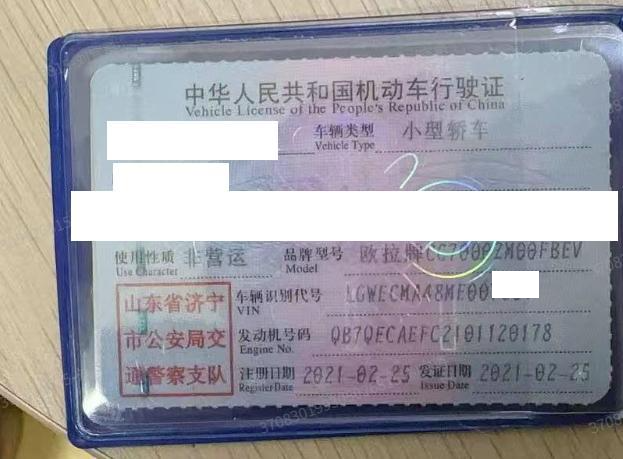 中华人民共和国机动车行驶证
Vehicle License of the People's Republic of China
车辆类型 小型轿车
Vehicle Type
使用性质 非营运 品牌型号 欧拉牌
Use Character Model
山东省济宁 车辆识别代号
VIN
市公安局交 发动机号码 QB7QECAEFC2101120178
Engine No.
通警察支队 注册日期 2021-02-25 发证日期 2021-02-25
Register Date Issue Date